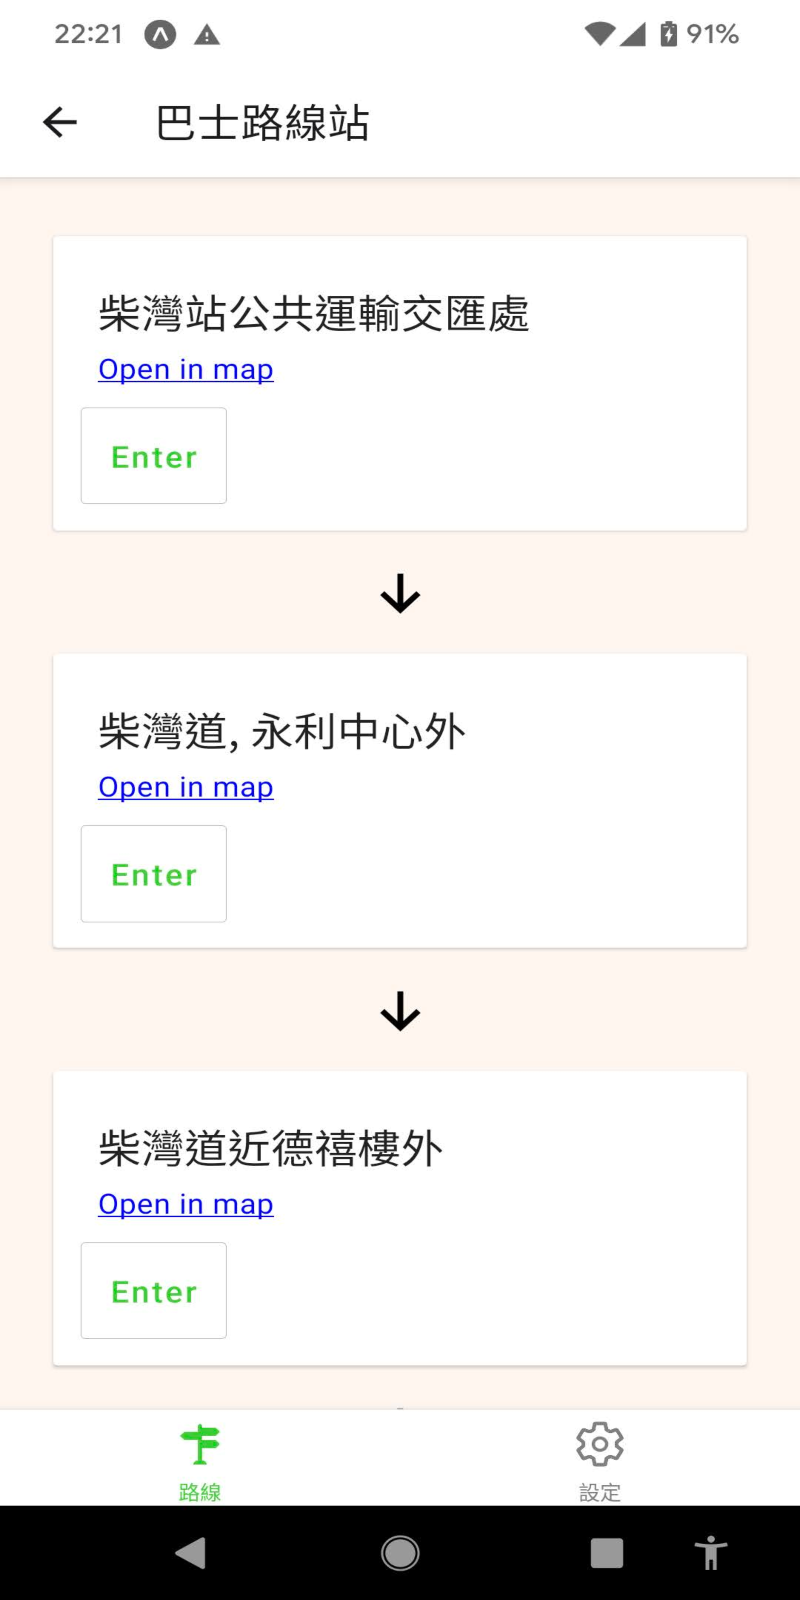 22:21
91%
巴士路線站
柴灣站公共運輸交匯處
Open in map
Enter
柴灣道, 永利中心外
Open in map
Enter
柴灣道近德禧樓外
Open in map
Enter
路線
設定